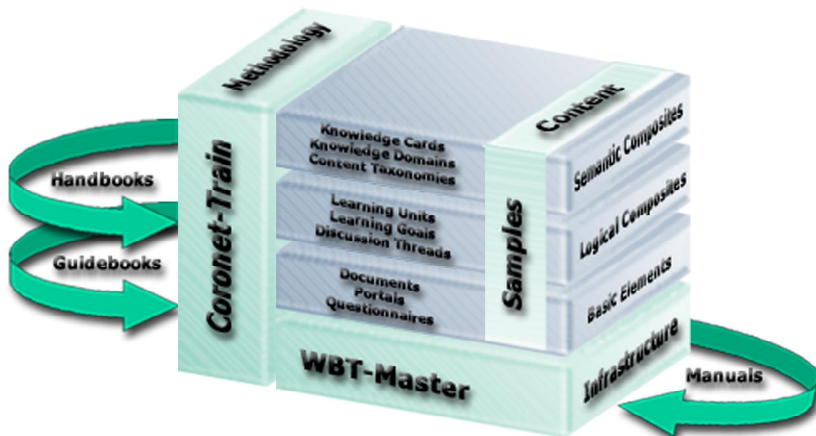 Methodology
Content
Knowledge Cards
Knowledge Domains
Content Taxonomies
Semantic Composites
Handbooks
Coronet-Train
Learning Units
Learning Goals
Discussion Threads
Samples
Logical Composites
Guidebooks
Documents
Portals
Questionnaires
Basic Elements
WBT-Master
Infrastructure
Manuals